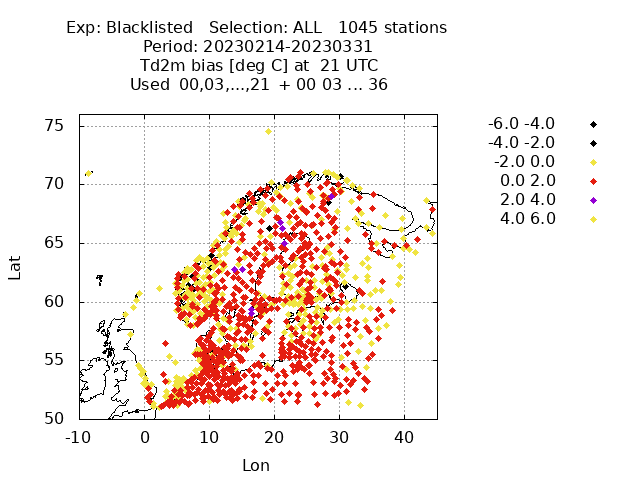 Exp: Blacklisted   Selection: ALL   1045 stations
Period: 20230214-20230331
Td2m bias [deg C] at  21 UTC
Used  00,03,...,21  + 00 03 ... 36
75
70
65
60
55
50
-10 0 10 20 30 40
Lat
Lon
-6.0 -4.0
-4.0 -2.0
-2.0 0.0
0.0 2.0
2.0 4.0
4.0 6.0